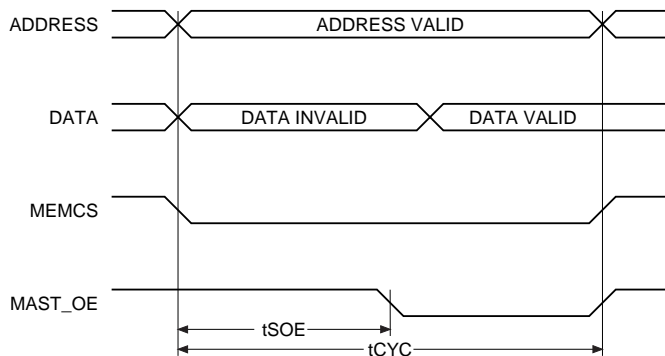 ADDRESS
ADDRESS VALID
DATA
DATA INVALID
DATA VALID
MEMCS
MAST_OE
tSOE
tCYC